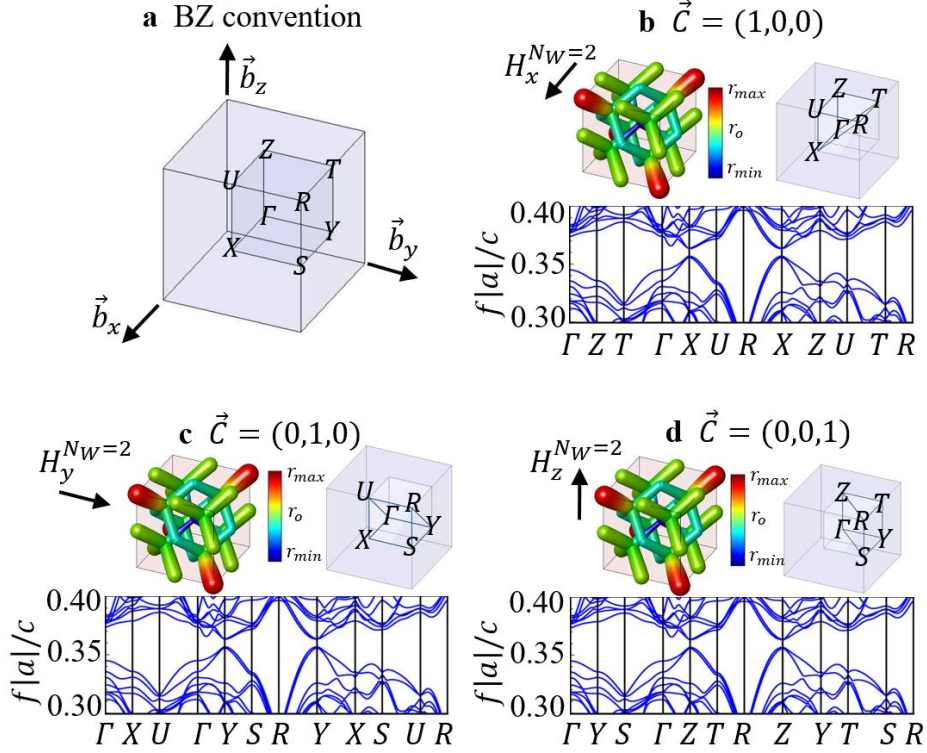 a BZ convention
b⃗_z
Z
T
U
R
Γ
Y
X
S
b⃗_y
b⃗_x
b C⃗ = (1,0,0)
H_x^{N_W=2}
r_max
r_o
r_min
Z
U
T
Γ
R
X
f|a|/c
0.40
0.35
0.30
Γ Z T Γ X U R X Z U T R
c C⃗ = (0,1,0)
H_y^{N_W=2}
r_max
r_o
r_min
U
R
Γ
Y
X
S
f|a|/c
0.40
0.35
0.30
Γ X U Γ Y S R Y X S U R
d C⃗ = (0,0,1)
H_z^{N_W=2}
r_max
r_o
r_min
Z
T
R
Γ
Y
S
f|a|/c
0.40
0.35
0.30
Γ Y S Γ Z T R Z Y T S R